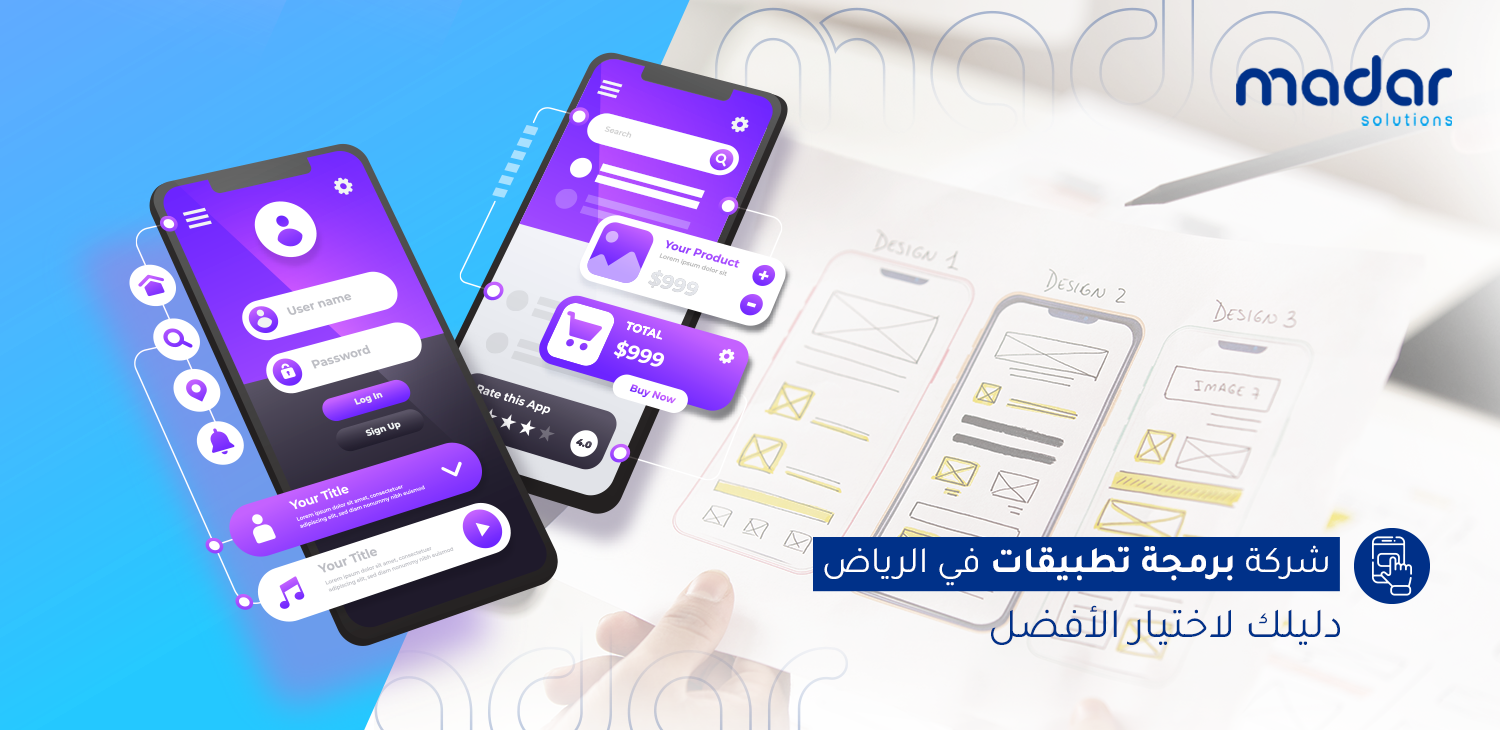 madar
madar
solutions
Search
Your Product
Lorem ipsum dolor sit
$999
TOTAL
$999
Buy Now
Rate this App
4.0
User name
Password
Log In
Sign Up
Your Title
Lorem ipsum dolor sit amet, consectetuer
adipiscing elit, sed diam nonummy nibh euismod
Your Title
Lorem ipsum dolor sit amet, consectetuer
adipiscing elit, sed diam nonummy nibh euismod
DESIGN 1
DESIGN 2
DESIGN 3
شركة برمجة تطبيقات في الرياض
دليلك لاختيار الأفضل
madar